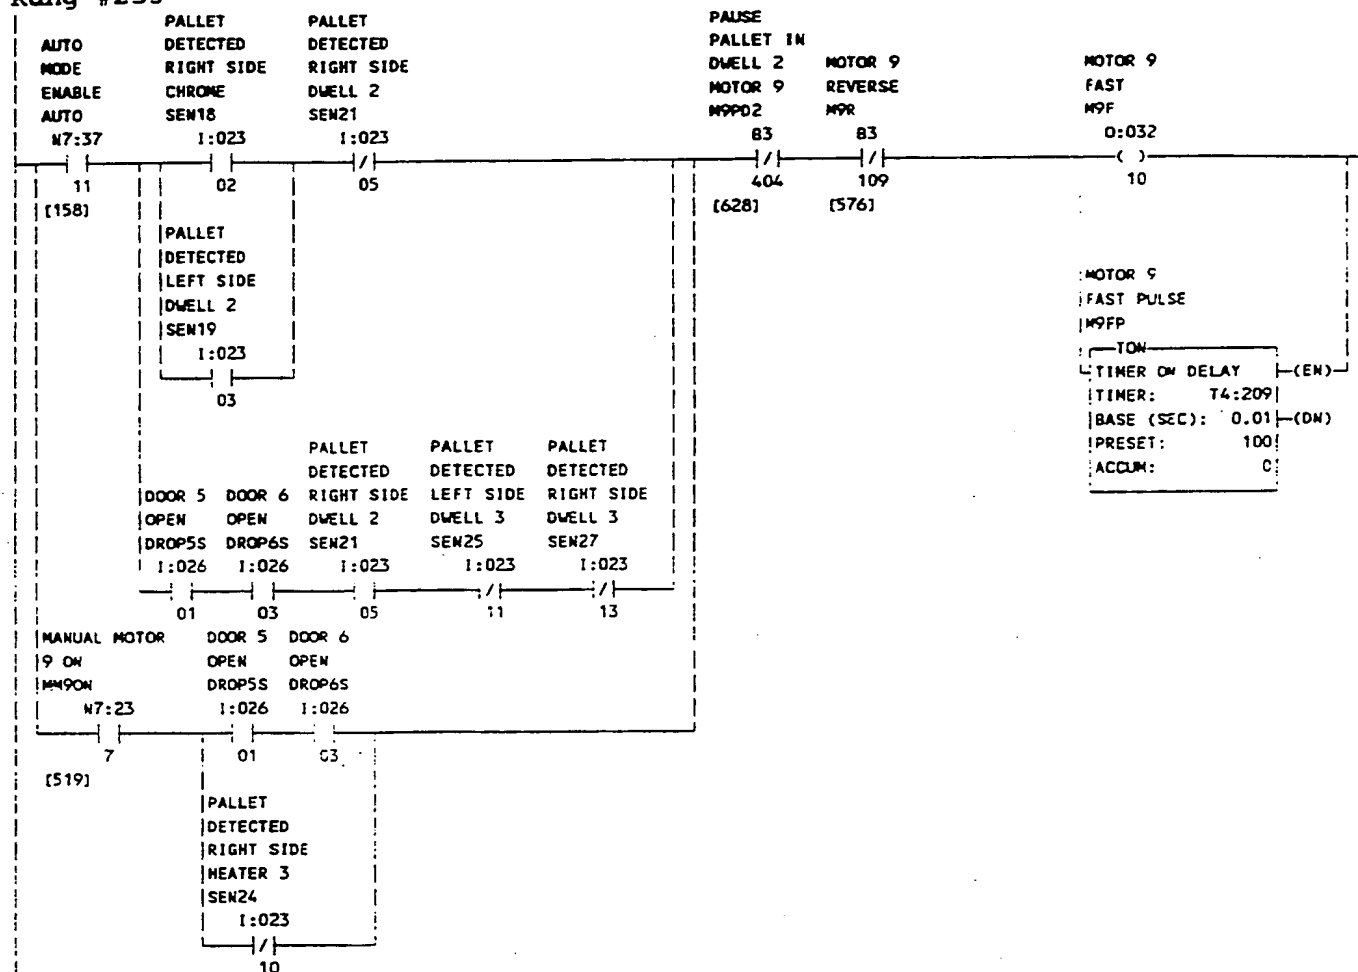 PALLET PALLET PAUSE
AUTO DETECTED DETECTED PALLET IN
MODE RIGHT SIDE RIGHT SIDE DWELL 2 MOTOR 9 MOTOR 9
ENABLE CHROME DWELL 2 MOTOR 9 REVERSE FAST
AUTO SEN18 SEN21 M9PD2 M9R M9F
N7:37 I:023 I:023 B3 B3 O:032
11 02 05 404 109 10
[158] [628] [576]
PALLET
DETECTED
LEFT SIDE
DWELL 2
SEN19
I:023
03
MOTOR 9
FAST PULSE
M9FP
TON
TIMER ON DELAY (EN)
TIMER: T4:209
BASE (SEC): 0.01 (DN)
PRESET: 100
ACCUM: 0
PALLET PALLET PALLET
DETECTED DETECTED DETECTED
DOOR 5 DOOR 6 RIGHT SIDE LEFT SIDE RIGHT SIDE
OPEN OPEN DWELL 2 DWELL 3 DWELL 3
DROP5S DROP6S SEN21 SEN25 SEN27
I:026 I:026 I:023 I:023 I:023
01 03 05 11 13
MANUAL MOTOR DOOR 5 DOOR 6
9 ON OPEN OPEN
MM9ON DROP5S DROP6S
N7:23 I:026 I:026
7 01 03
[519]
PALLET
DETECTED
RIGHT SIDE
HEATER 3
SEN24
I:023
10